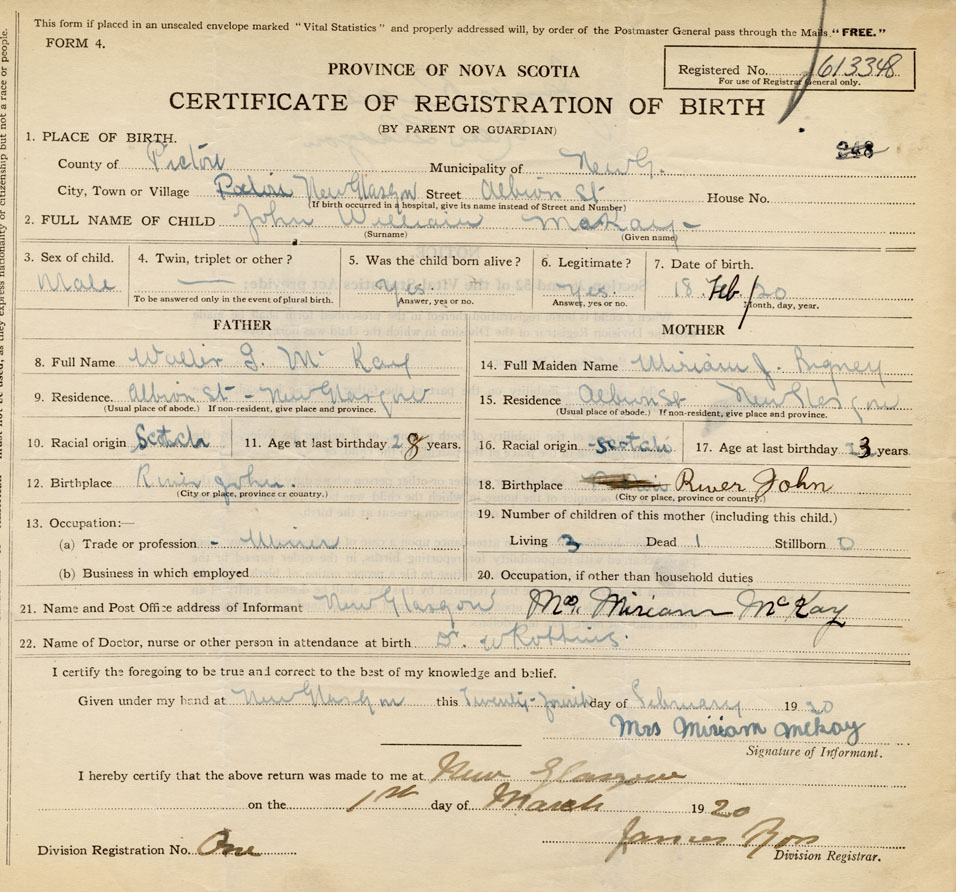 This form if placed in an unsealed envelope marked "Vital Statistics" and properly addressed will, by order of the Postmaster General pass through the Mails "FREE."
FORM 4.
Registered No. 613348
For use of Registrar General only.
PROVINCE OF NOVA SCOTIA
CERTIFICATE OF REGISTRATION OF BIRTH
(BY PARENT OR GUARDIAN)
1. PLACE OF BIRTH.
County of Pictou Municipality of New G.
City, Town or Village New Glasgow Street Albion St House No.
(If birth occurred in a hospital, give its name instead of Street and Number)
2. FULL NAME OF CHILD John William McKay
(Surname) (Given name)
3. Sex of child. 4. Twin, triplet or other? 5. Was the child born alive? 6. Legitimate? 7. Date of birth.
Male — Yes Yes. 18 Feb/20
To be answered only in the event of plural birth. Answer, yes or no. Answer, yes or no. Month, day, year.
FATHER
8. Full Name Walter G. McKay
9. Residence. Albion St - New Glasgow
(Usual place of abode.) If non-resident, give place and province.
10. Racial origin Scotch 11. Age at last birthday 28 years.
12. Birthplace River John.
(City or place, province or country.)
13. Occupation:—
(a) Trade or profession - Miner
(b) Business in which employed
MOTHER
14. Full Maiden Name Miriam J. Rigney
15. Residence Albion St New Glasgow
(Usual place of abode.) If non-resident, give place and province.
16. Racial origin 17. Age at last birthday years
18. Birthplace River John
(City or place, province or country.)
19. Number of children of this mother (including this child.)
Living 3 Dead 1 Stillborn 0
20. Occupation, if other than household duties
21. Name and Post Office address of Informant New Glasgow Mrs. Miriam McKay
22. Name of Doctor, nurse or other person in attendance at birth Dr.
I certify the foregoing to be true and correct to the best of my knowledge and belief.
Given under my hand at New Glasgow this Twenty-fourth day of February 1920
Mrs Miriam McKay
Signature of Informant.
I hereby certify that the above return was made to me at New Glasgow
on the 1st day of March 1920
James Ross
Division Registrar.
Division Registration No. One